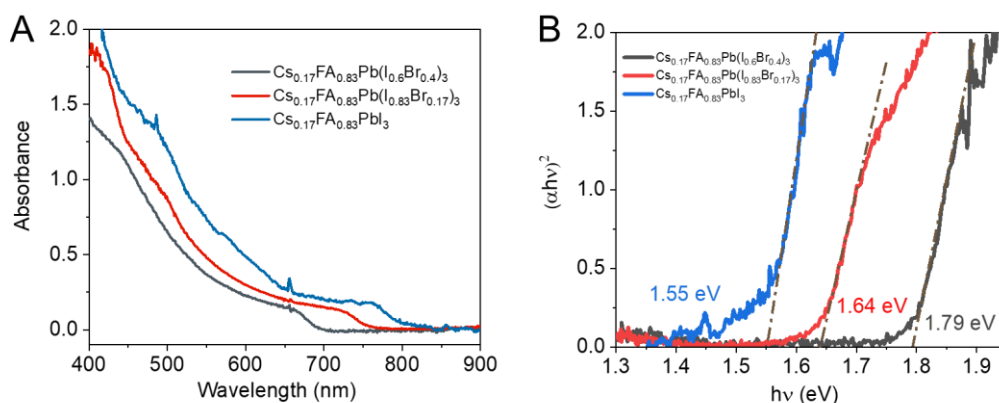 A
2.0
1.5
1.0
0.5
0.0
Absorbance
400 500 600 700 800 900
Wavelength (nm)
Cs0.17FA0.83Pb(I0.6Br0.4)3
Cs0.17FA0.83Pb(I0.83Br0.17)3
Cs0.17FA0.83PbI3
B
2.0
1.5
1.0
0.5
0.0
(αhν)²
1.3 1.4 1.5 1.6 1.7 1.8 1.9
hν (eV)
Cs0.17FA0.83Pb(I0.6Br0.4)3
Cs0.17FA0.83Pb(I0.83Br0.17)3
Cs0.17FA0.83PbI3
1.55 eV
1.64 eV
1.79 eV